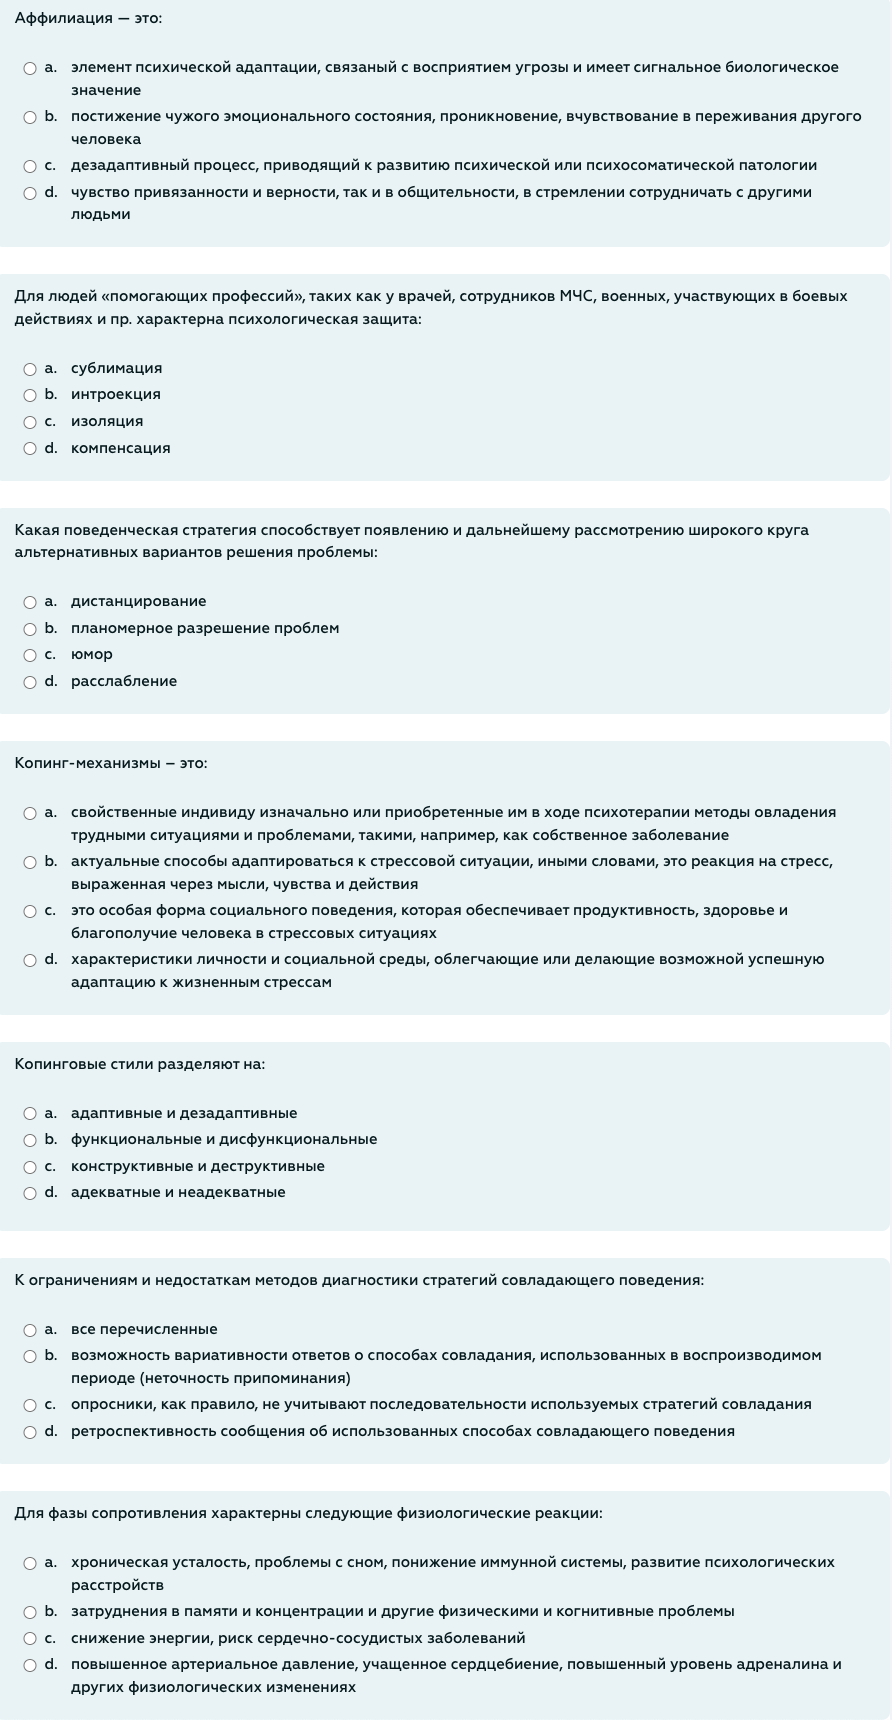 Аффилиация — это:
a. элемент психической адаптации, связаный с восприятием угрозы и имеет сигнальное биологическое
значение
b. постижение чужого эмоционального состояния, проникновение, вчувствование в переживания другого
человека
c. дезадаптивный процесс, приводящий к развитию психической или психосоматической патологии
d. чувство привязанности и верности, так и в общительности, в стремлении сотрудничать с другими
людьми
Для людей «помогающих профессий», таких как у врачей, сотрудников МЧС, военных, участвующих в боевых
действиях и пр. характерна психологическая защита:
a. сублимация
b. интроекция
c. изоляция
d. компенсация
Какая поведенческая стратегия способствует появлению и дальнейшему рассмотрению широкого круга
альтернативных вариантов решения проблемы:
a. дистанцирование
b. планомерное разрешение проблем
c. юмор
d. расслабление
Копинг-механизмы – это:
a. свойственные индивиду изначально или приобретенные им в ходе психотерапии методы овладения
трудными ситуациями и проблемами, такими, например, как собственное заболевание
b. актуальные способы адаптироваться к стрессовой ситуации, иными словами, это реакция на стресс,
выраженная через мысли, чувства и действия
c. это особая форма социального поведения, которая обеспечивает продуктивность, здоровье и
благополучие человека в стрессовых ситуациях
d. характеристики личности и социальной среды, облегчающие или делающие возможной успешную
адаптацию к жизненным стрессам
Копинговые стили разделяют на:
a. адаптивные и дезадаптивные
b. функциональные и дисфункциональные
c. конструктивные и деструктивные
d. адекватные и неадекватные
К ограничениям и недостаткам методов диагностики стратегий совладающего поведения:
a. все перечисленные
b. возможность вариативности ответов о способах совладания, использованных в воспроизводимом
периоде (неточность припоминания)
c. опросники, как правило, не учитывают последовательности используемых стратегий совладания
d. ретроспективность сообщения об использованных способах совладающего поведения
Для фазы сопротивления характерны следующие физиологические реакции:
a. хроническая усталость, проблемы с сном, понижение иммунной системы, развитие психологических
расстройств
b. затруднения в памяти и концентрации и другие физическими и когнитивные проблемы
c. снижение энергии, риск сердечно-сосудистых заболеваний
d. повышенное артериальное давление, учащенное сердцебиение, повышенный уровень адреналина и
других физиологических изменениях